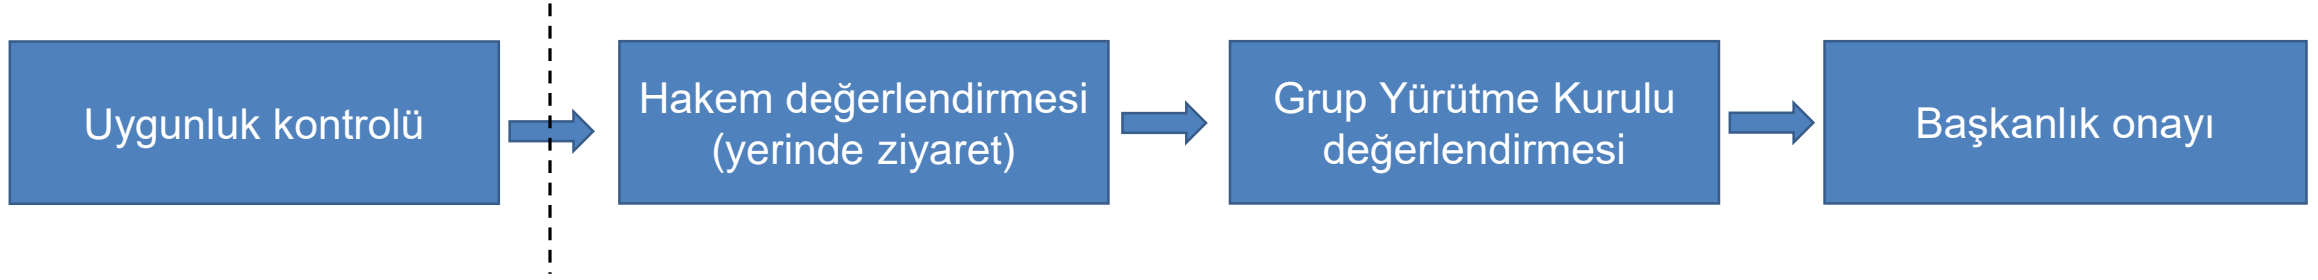 Uygunluk kontrolü
Hakem değerlendirmesi
(yerinde ziyaret)
Grup Yürütme Kurulu
değerlendirmesi
Başkanlık onayı